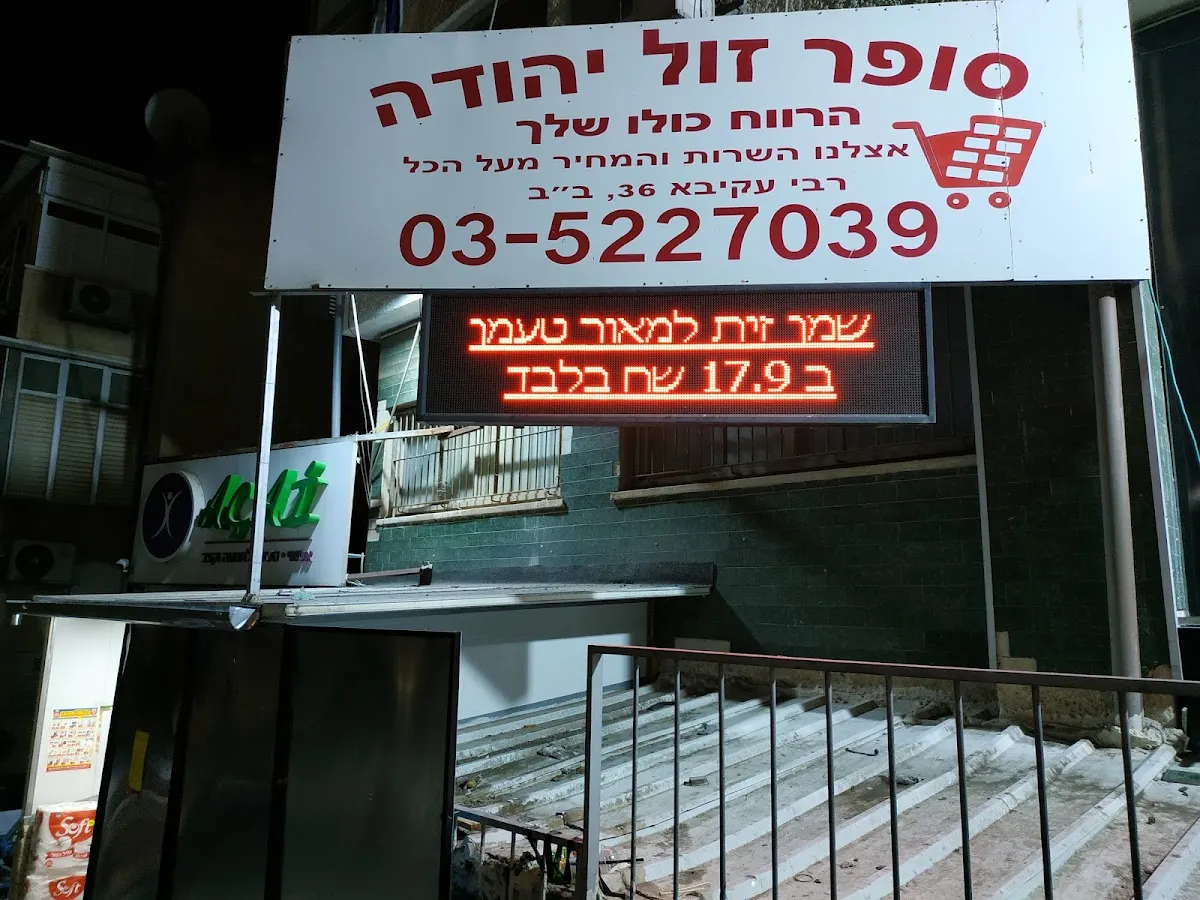 סופר זול יהודה
הרווח כולו שלך
אצלנו השרות והמחיר מעל הכל
רבי עקיבא 36, ב״ב
03-5227039
שמן זית למאור טעמן
ב 17.9 שח בלבד
Soft
Soft